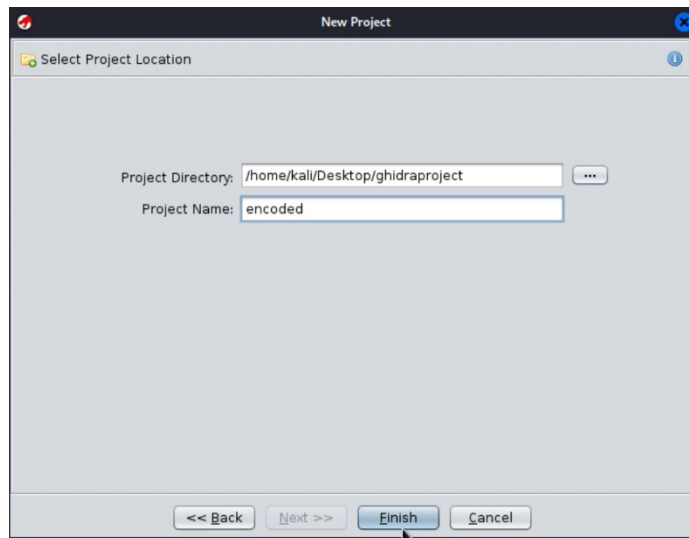 New Project
Select Project Location
Project Directory: /home/kali/Desktop/ghidraproject ...
Project Name: encoded
<< Back Next >> Finish Cancel